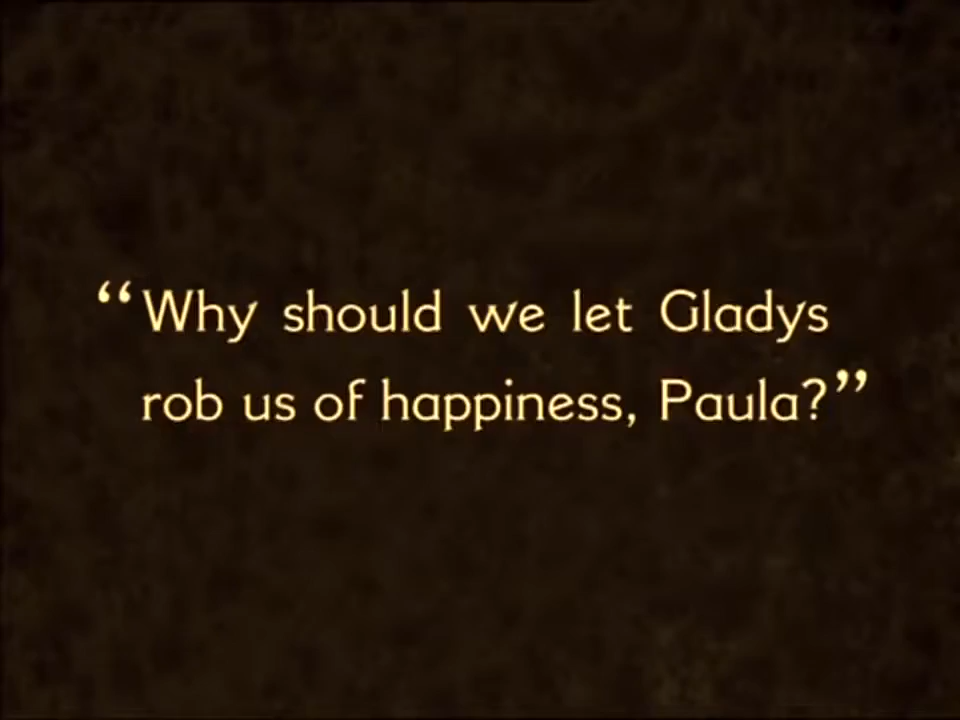 “Why should we let Gladys
rob us of happiness, Paula?”